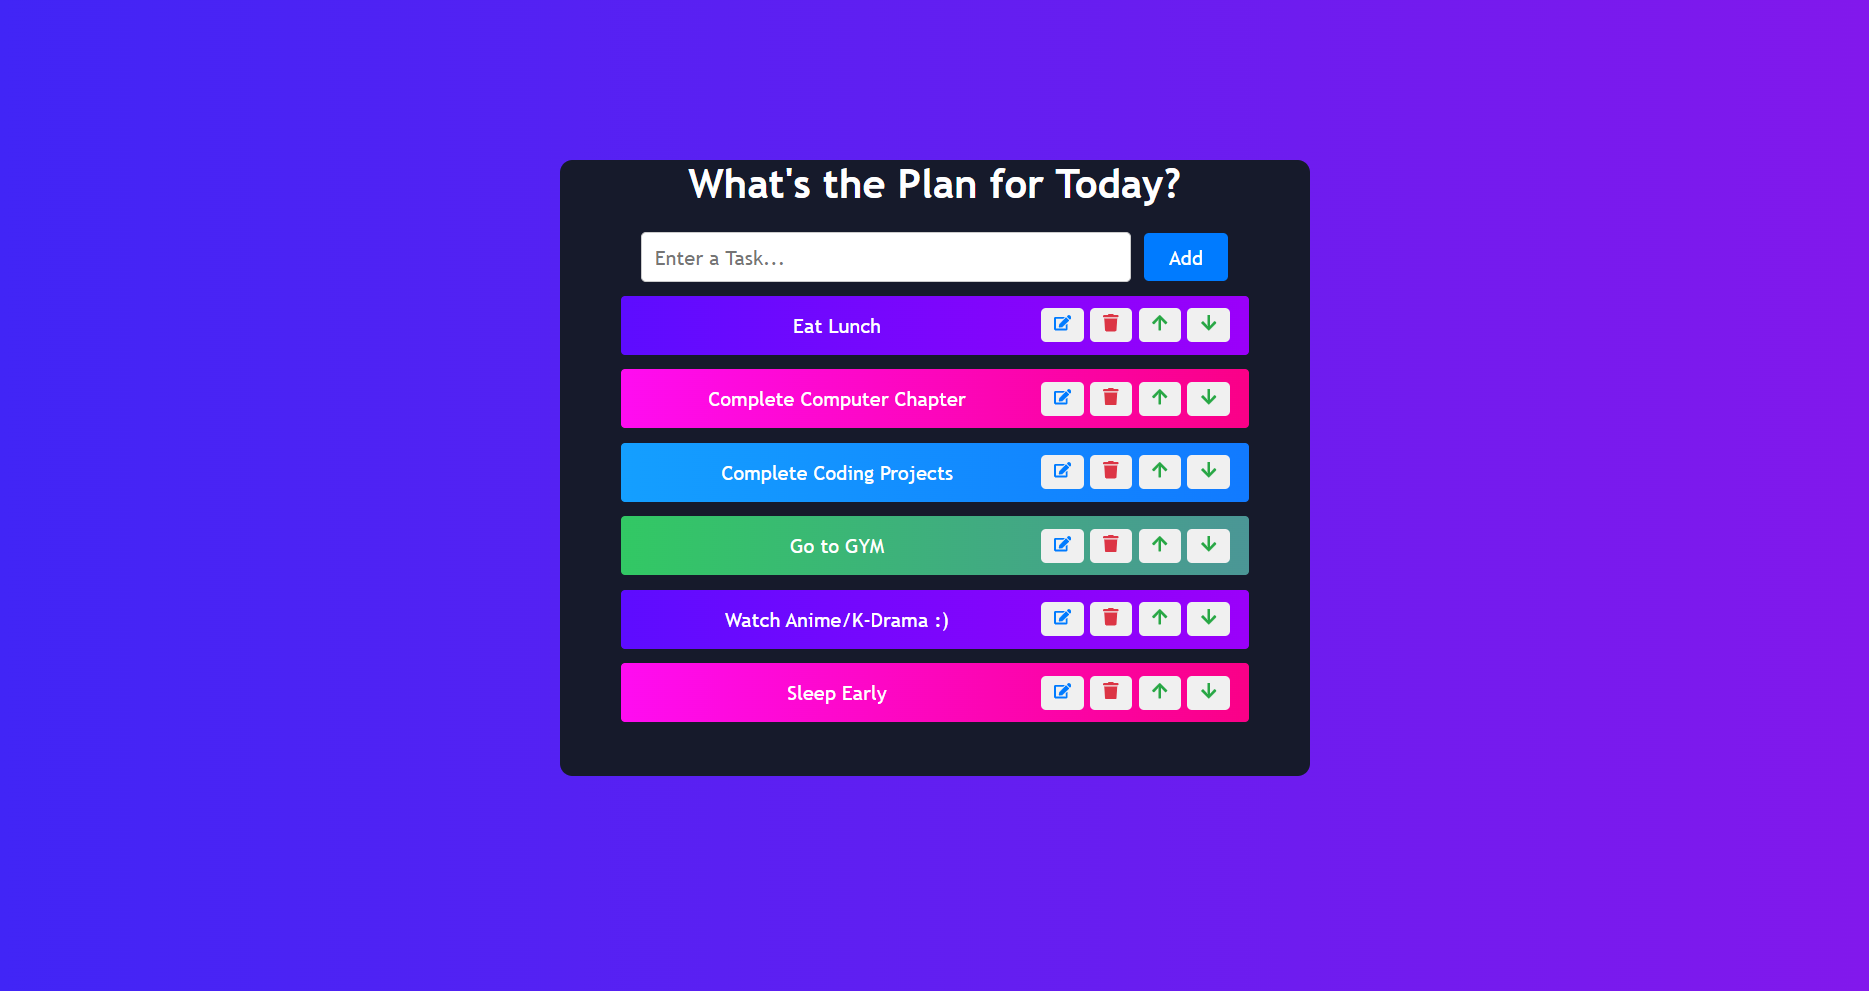 What's the Plan for Today?
Enter a Task...
Add
Eat Lunch
Complete Computer Chapter
Complete Coding Projects
Go to GYM
Watch Anime/K-Drama :)
Sleep Early